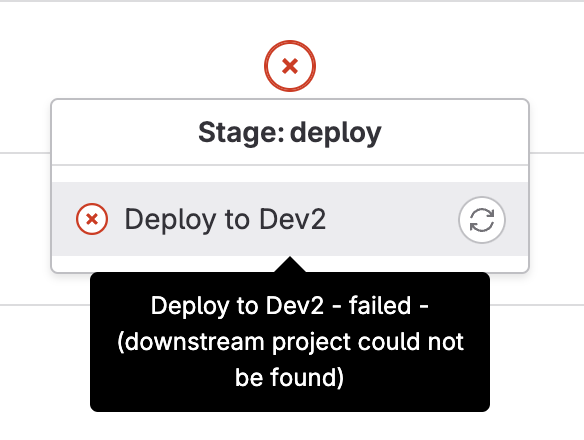 Stage: deploy
Deploy to Dev2
Deploy to Dev2 - failed -
(downstream project could not
be found)